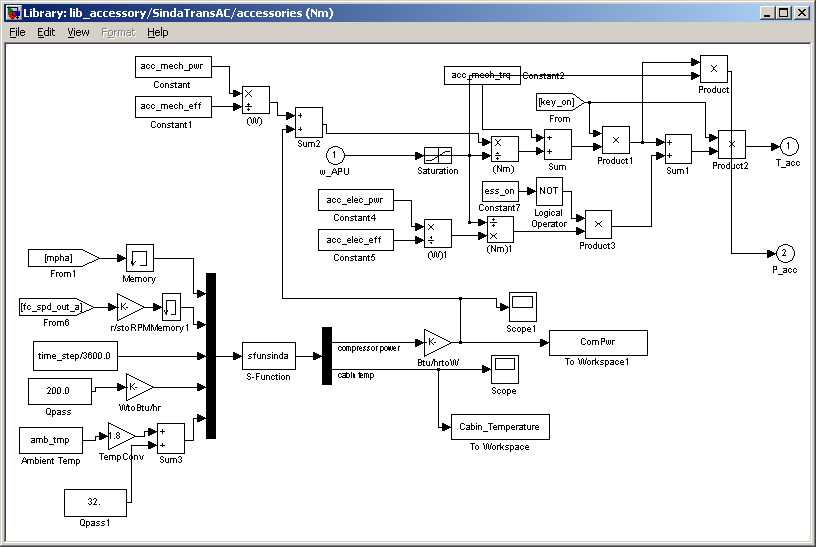 Library: lib_accessory/SindaTransAC/accessories (Nm)
File Edit View Format Help
acc_mech_pwr
Constant
acc_mech_eff
Constant1
×
÷
(W)
+
+
Sum2
1
w_APU
Saturation
acc_mech_trq
Constant2
[key_on]
From
×
÷
(Nm)
+
+
Sum
×
Product1
×
Product
+
+
Sum1
×
Product2
1
T_acc
2
P_acc
acc_elec_pwr
Constant4
acc_elec_eff
Constant5
×
÷
(W)1
ess_on
Constant7
NOT
Logical
Operator
÷
×
(Nm)1
×
Product3
[mpha]
From1
Memory
[fc_spd_out_a]
From6
K-
r/stoRPM
Memory1
time_step/3600.0
200.0
Qpass
K-
WtoBtu/hr
amb_tmp
Ambient Temp
1.8
TempConv
+
+
Sum3
32.
Qpass1
sfunsinda
S-Function
compressor power
cabin temp
K-
Btu/hrtoW
Scope1
ComPwr
To Workspace1
Scope
Cabin_Temperature
To Workspace